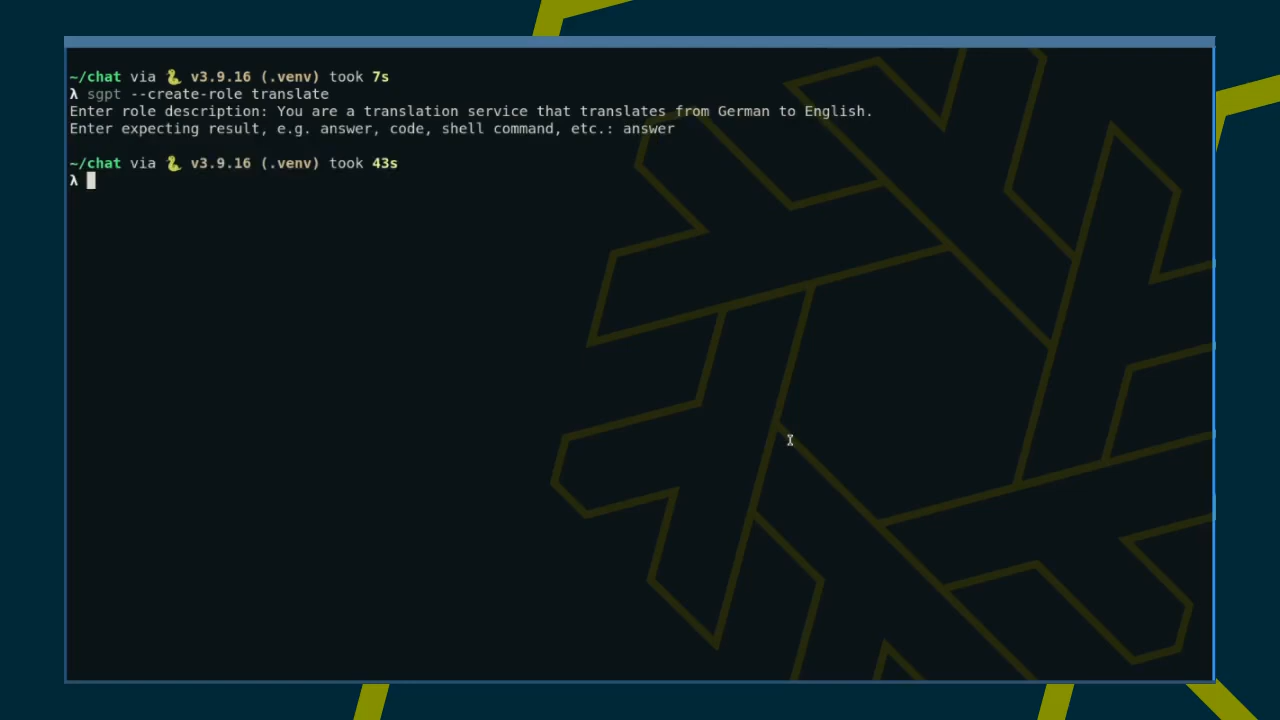 ~/chat via 🐍 v3.9.16 (.venv) took 7s
λ sgpt --create-role translate
Enter role description: You are a translation service that translates from German to English.
Enter expecting result, e.g. answer, code, shell command, etc.: answer
~/chat via 🐍 v3.9.16 (.venv) took 43s
λ